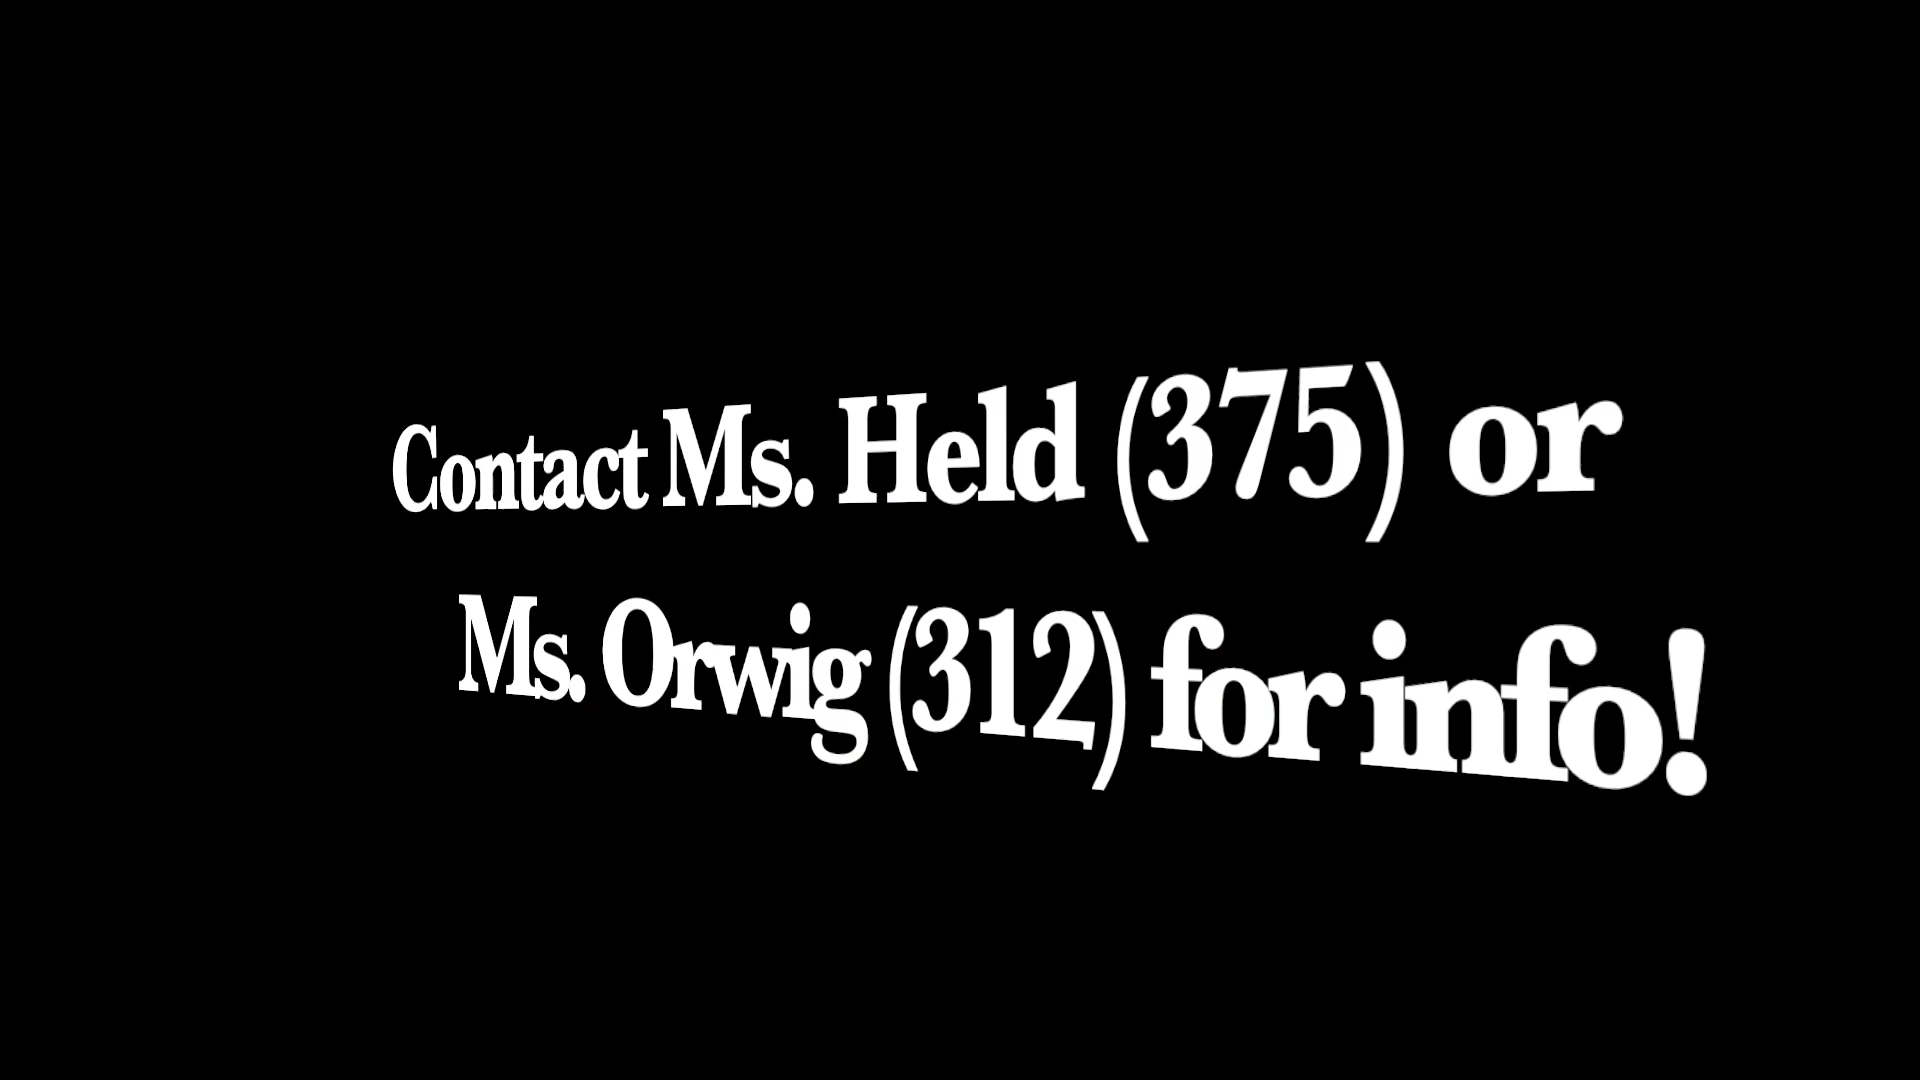 Contact Ms. Held (375) or
Ms. Orwig (312) for info!